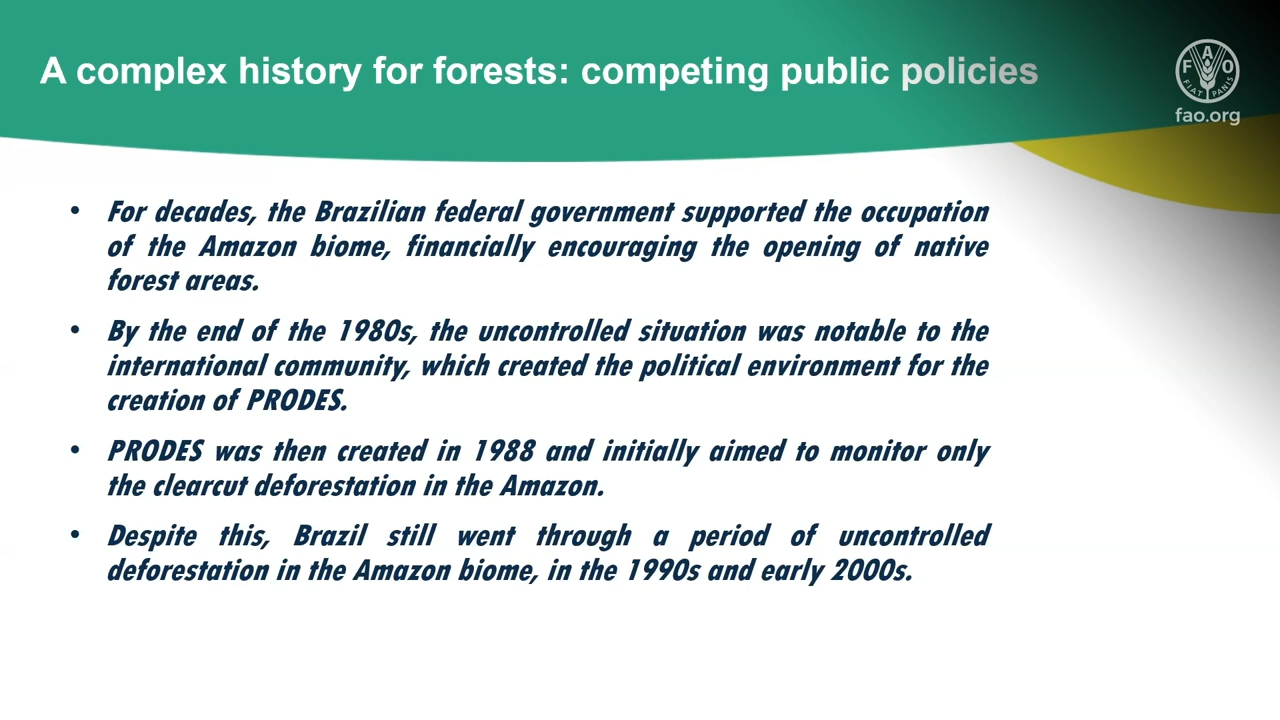 A complex history for forests: competing public policies
F A O
FIAT PANIS
fao.org
• For decades, the Brazilian federal government supported the occupation
of the Amazon biome, financially encouraging the opening of native
forest areas.
• By the end of the 1980s, the uncontrolled situation was notable to the
international community, which created the political environment for the
creation of PRODES.
• PRODES was then created in 1988 and initially aimed to monitor only
the clearcut deforestation in the Amazon.
• Despite this, Brazil still went through a period of uncontrolled
deforestation in the Amazon biome, in the 1990s and early 2000s.